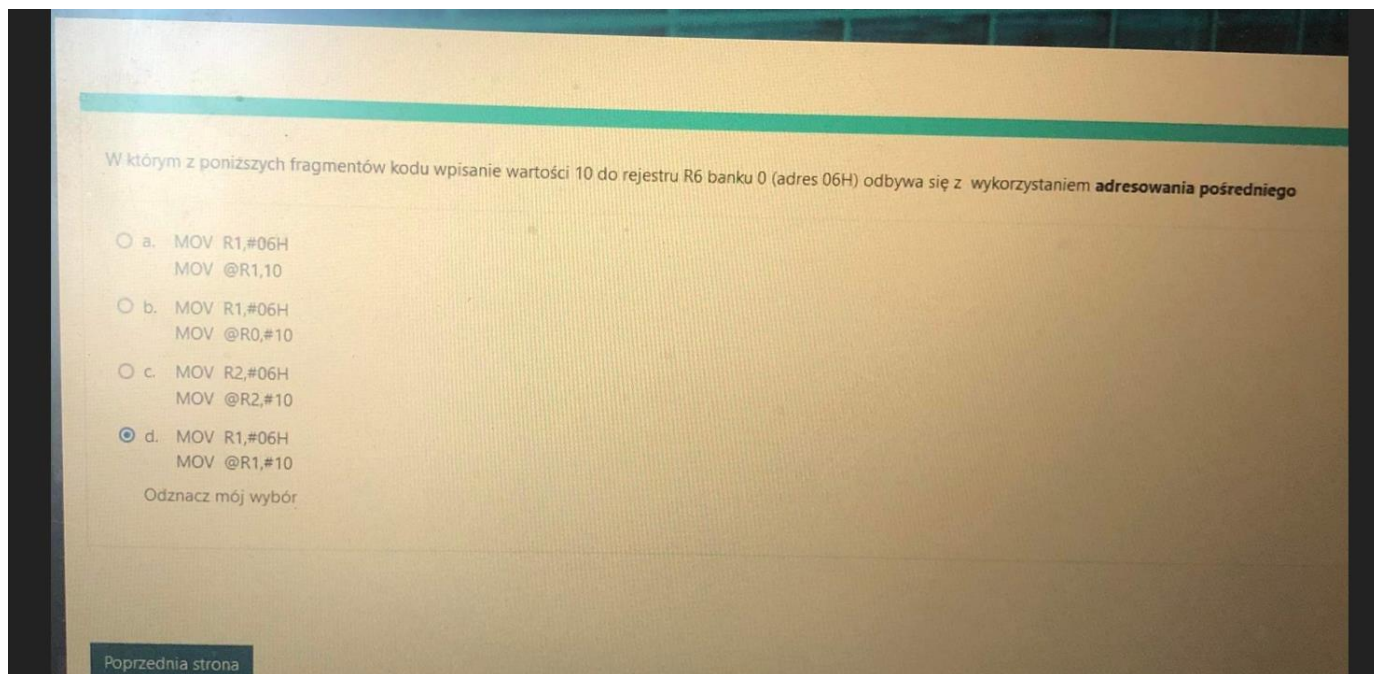 W którym z poniższych fragmentów kodu wpisanie wartości 10 do rejestru R6 banku 0 (adres 06H) odbywa się z wykorzystaniem adresowania pośredniego
a. MOV R1,#06H
MOV @R1,10
b. MOV R1,#06H
MOV @R0,#10
c. MOV R2,#06H
MOV @R2,#10
d. MOV R1,#06H
MOV @R1,#10
Odznacz mój wybór
Poprzednia strona